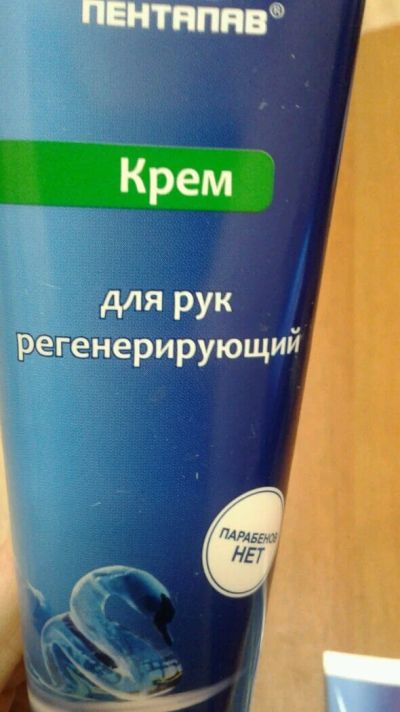 ПЕНТАПАВ®
Крем
для рук
регенерирующий
ПАРАБЕНОВ
НЕТ